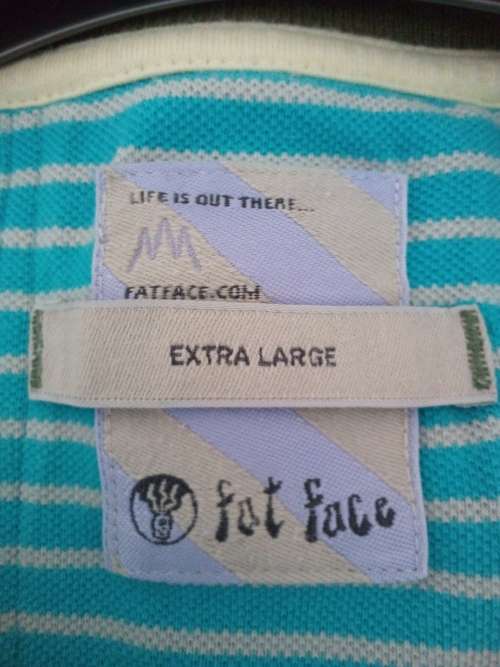 LIFE IS OUT THERE...
FATFACE.COM
EXTRA LARGE
fat face